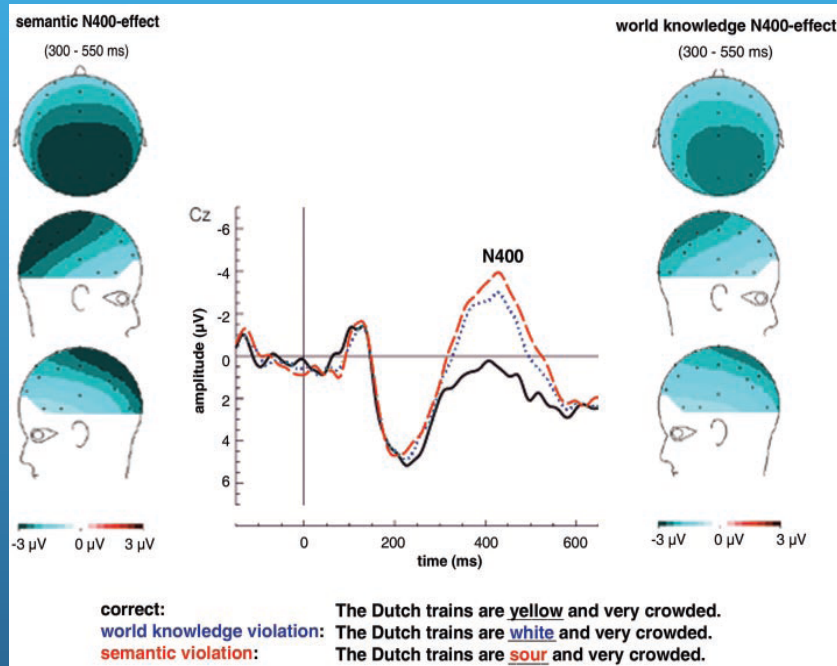 semantic N400-effect
(300 - 550 ms)
world knowledge N400-effect
(300 - 550 ms)
Cz
N400
-6
-4
-2
0
2
4
6
amplitude (µV)
0 200 400 600
time (ms)
-3 µV 0 µV 3 µV
-3 µV 0 µV 3 µV
correct: The Dutch trains are yellow and very crowded.
world knowledge violation: The Dutch trains are white and very crowded.
semantic violation: The Dutch trains are sour and very crowded.